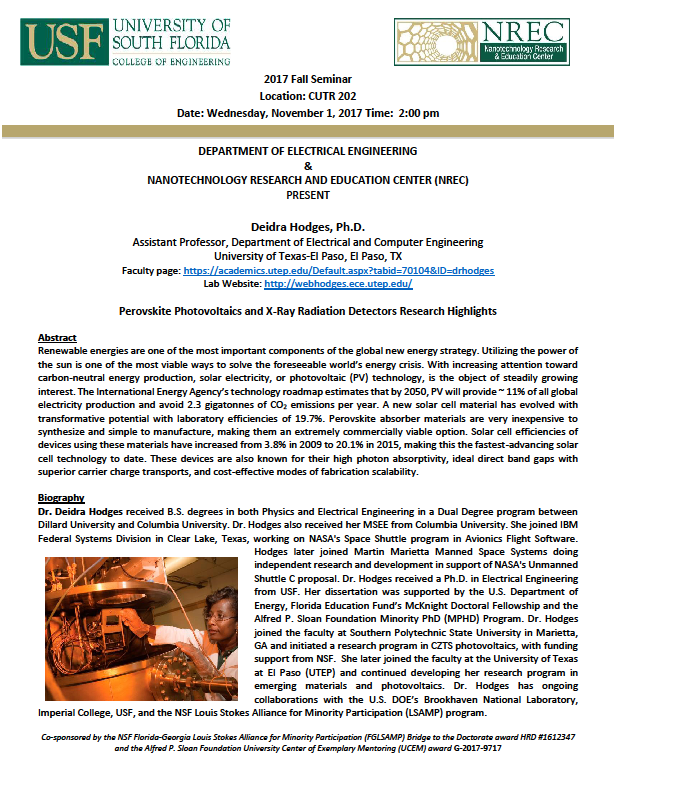 USF UNIVERSITY OF
SOUTH FLORIDA
COLLEGE OF ENGINEERING
NREC
Nanotechnology Research
& Education Center
2017 Fall Seminar
Location: CUTR 202
Date: Wednesday, November 1, 2017 Time:  2:00 pm
DEPARTMENT OF ELECTRICAL ENGINEERING
&
NANOTECHNOLOGY RESEARCH AND EDUCATION CENTER (NREC)
PRESENT
Deidra Hodges, Ph.D.
Assistant Professor, Department of Electrical and Computer Engineering
University of Texas-El Paso, El Paso, TX
Faculty page: https://academics.utep.edu/Default.aspx?tabid=70104&ID=drhodges
Lab Website: http://webhodges.ece.utep.edu/
Perovskite Photovoltaics and X-Ray Radiation Detectors Research Highlights
Abstract
Renewable energies are one of the most important components of the global new energy strategy. Utilizing the power of
the sun is one of the most viable ways to solve the foreseeable world's energy crisis. With increasing attention toward
carbon-neutral energy production, solar electricity, or photovoltaic (PV) technology, is the object of steadily growing
interest. The International Energy Agency's technology roadmap estimates that by 2050, PV will provide ~ 11% of all global
electricity production and avoid 2.3 gigatonnes of CO₂ emissions per year. A new solar cell material has evolved with
transformative potential with laboratory efficiencies of 19.7%. Perovskite absorber materials are very inexpensive to
synthesize and simple to manufacture, making them an extremely commercially viable option. Solar cell efficiencies of
devices using these materials have increased from 3.8% in 2009 to 20.1% in 2015, making this the fastest-advancing solar
cell technology to date. These devices are also known for their high photon absorptivity, ideal direct band gaps with
superior carrier charge transports, and cost-effective modes of fabrication scalability.
Biography
Dr. Deidra Hodges received B.S. degrees in both Physics and Electrical Engineering in a Dual Degree program between
Dillard University and Columbia University. Dr. Hodges also received her MSEE from Columbia University. She joined IBM
Federal Systems Division in Clear Lake, Texas, working on NASA's Space Shuttle program in Avionics Flight Software.
Hodges later joined Martin Marietta Manned Space Systems doing
independent research and development in support of NASA's Unmanned
Shuttle C proposal. Dr. Hodges received a Ph.D. in Electrical Engineering
from USF. Her dissertation was supported by the U.S. Department of
Energy, Florida Education Fund's McKnight Doctoral Fellowship and the
Alfred P. Sloan Foundation Minority PhD (MPHD) Program. Dr. Hodges
joined the faculty at Southern Polytechnic State University in Marietta,
GA and initiated a research program in CZTS photovoltaics, with funding
support from NSF. She later joined the faculty at the University of Texas
at El Paso (UTEP) and continued developing her research program in
emerging materials and photovoltaics. Dr. Hodges has ongoing
collaborations with the U.S. DOE's Brookhaven National Laboratory,
Imperial College, USF, and the NSF Louis Stokes Alliance for Minority Participation (LSAMP) program.
Co-sponsored by the NSF Florida-Georgia Louis Stokes Alliance for Minority Participation (FGLSAMP) Bridge to the Doctorate award HRD #1612347
and the Alfred P. Sloan Foundation University Center of Exemplary Mentoring (UCEM) award G-2017-9717